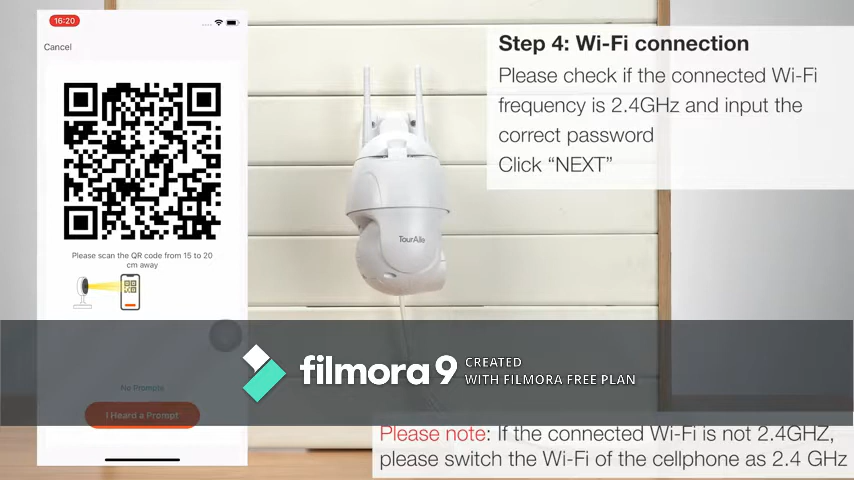 16:20
Cancel
Please scan the QR code from 15 to 20
cm away
No Prompts
I Heard a Prompt
TourAile
Step 4: Wi-Fi connection
Please check if the connected Wi-Fi
frequency is 2.4GHz and input the
correct password
Click “NEXT”
filmora9 CREATED
WITH FILMORA FREE PLAN
Please note: If the connected Wi-Fi is not 2.4GHZ,
please switch the Wi-Fi of the cellphone as 2.4 GHz